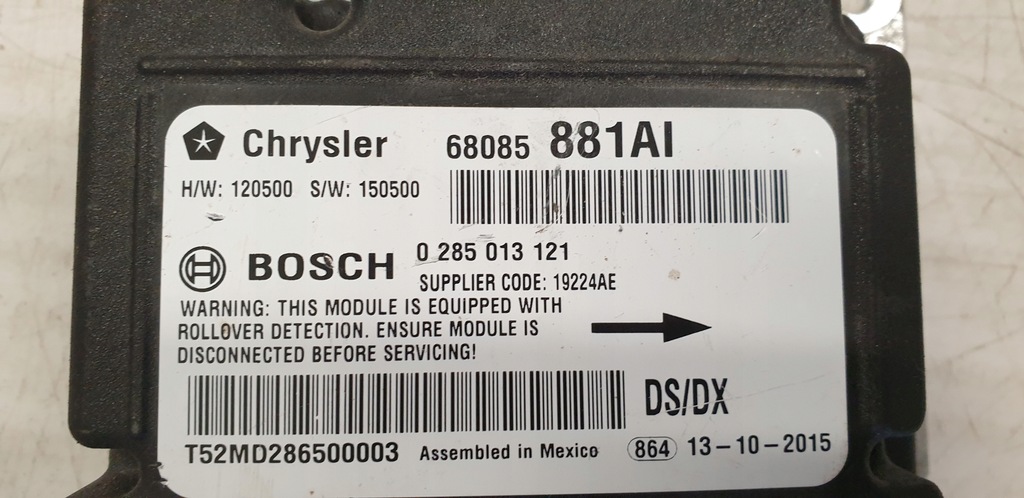 Chrysler 68085 881AI
H/W: 120500 S/W: 150500
BOSCH 0 285 013 121
SUPPLIER CODE: 19224AE
WARNING: THIS MODULE IS EQUIPPED WITH
ROLLOVER DETECTION. ENSURE MODULE IS
DISCONNECTED BEFORE SERVICING!
DS/DX
T52MD286500003 Assembled in Mexico 864 13-10-2015